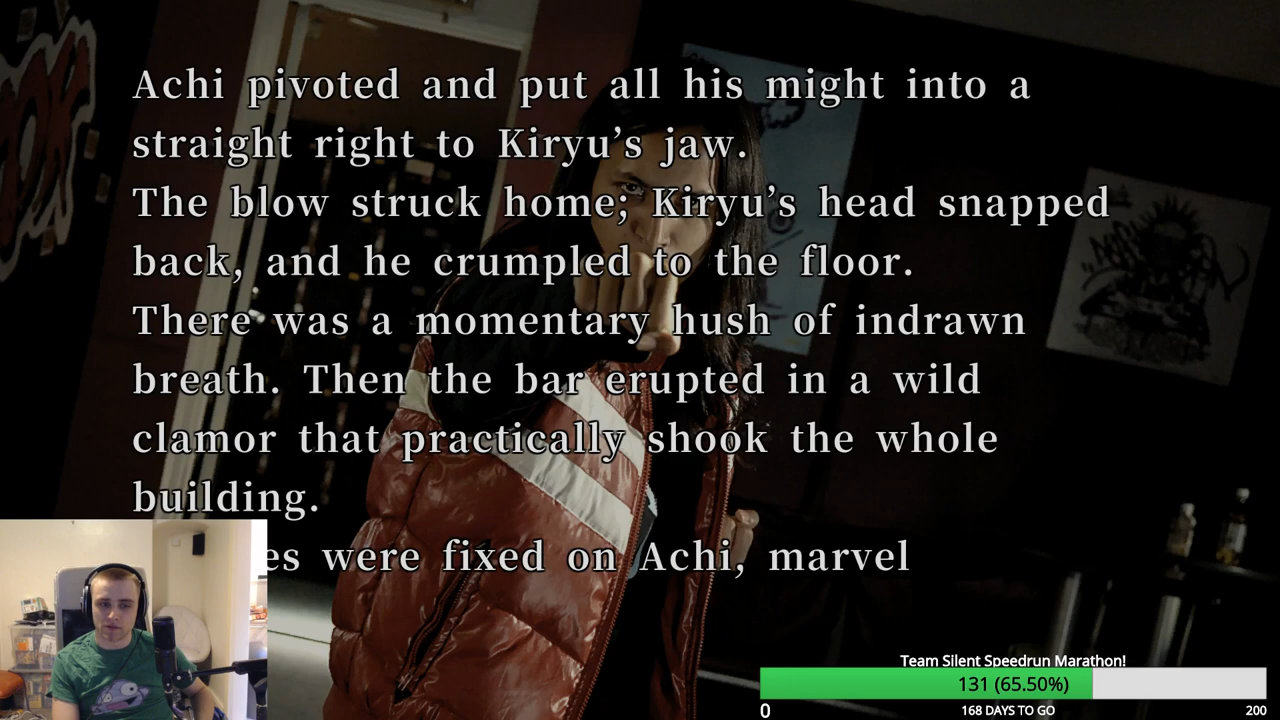 Achi pivoted and put all his might into a
straight right to Kiryu's jaw.
The blow struck home; Kiryu's head snapped
back, and he crumpled to the floor.
There was a momentary hush of indrawn
breath. Then the bar erupted in a wild
clamor that practically shook the whole
building.
es were fixed on Achi, marvel
Team Silent Speedrun Marathon!
131 (65.50%)
0 168 DAYS TO GO 200